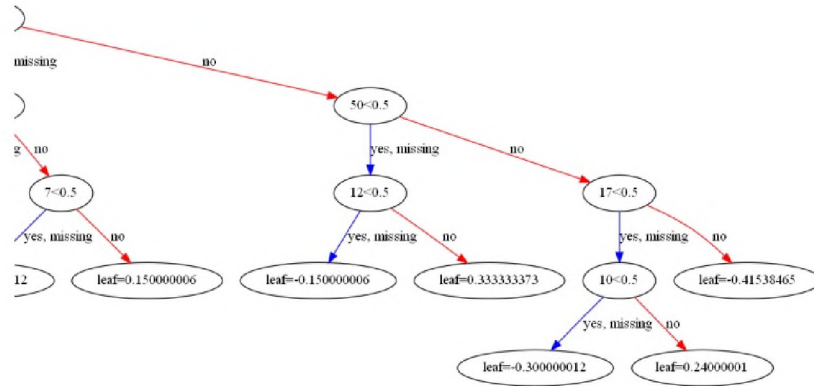 missing
no
50<0.5
no
yes, missing
no
7<0.5
12<0.5
17<0.5
yes, missing
no
yes, missing
no
yes, missing
no
12
leaf=0.150000006
leaf=-0.150000006
leaf=0.333333373
10<0.5
leaf=-0.41538465
yes, missing
no
leaf=-0.300000012
leaf=0.24000001